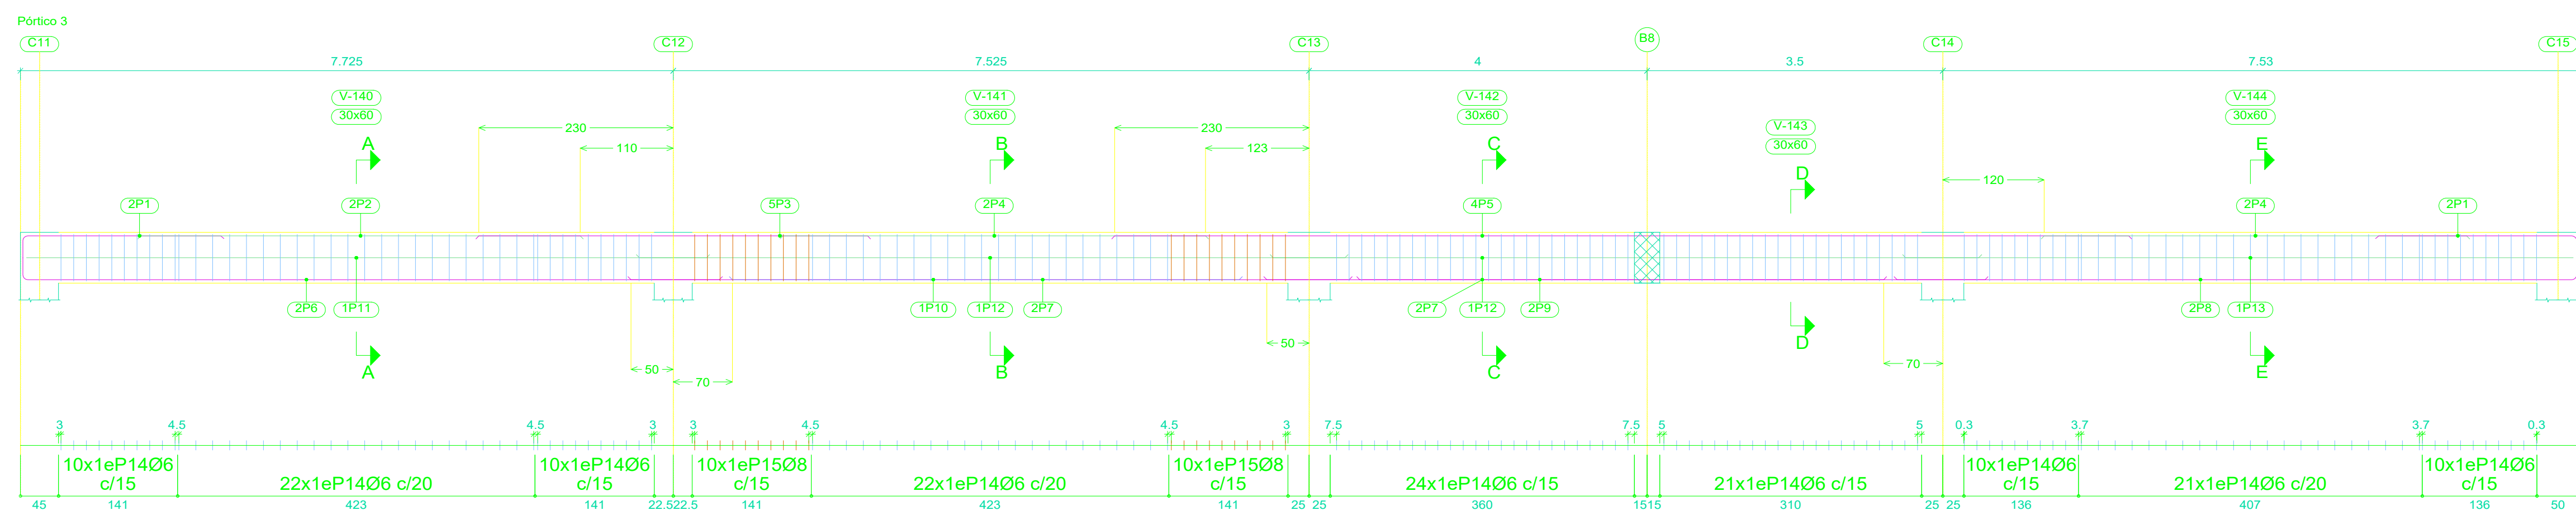 Pórtico 3
C11 C12 C13 B8 C14 C15
7.725 7.525 4 3.5 7.53
V-140 V-141 V-142 V-144
30x60 30x60 30x60 30x60
V-143
30x60
230 230
110 123
A B C E
D
120
2P1 2P2 5P3 2P4 4P5 2P4 2P1
2P6 1P11 1P10 1P12 2P7 2P7 1P12 2P9 2P8 1P13
50
D
50 70
A B C E
70
3 4.5 4.5 3 3 4.5 4.5 3 7.5 7.5 5 5 0.3 3.7 3.7 0.3
10x1eP14Ø6 10x1eP14Ø6 10x1eP15Ø8 10x1eP15Ø8 10x1eP14Ø6 10x1eP14Ø6
c/15 22x1eP14Ø6 c/20 c/15 c/15 22x1eP14Ø6 c/20 c/15 24x1eP14Ø6 c/15 21x1eP14Ø6 c/15 c/15 21x1eP14Ø6 c/20 c/15
45 141 423 141 22.522.5 141 423 141 25 25 360 1515 310 25 25 136 407 136 50